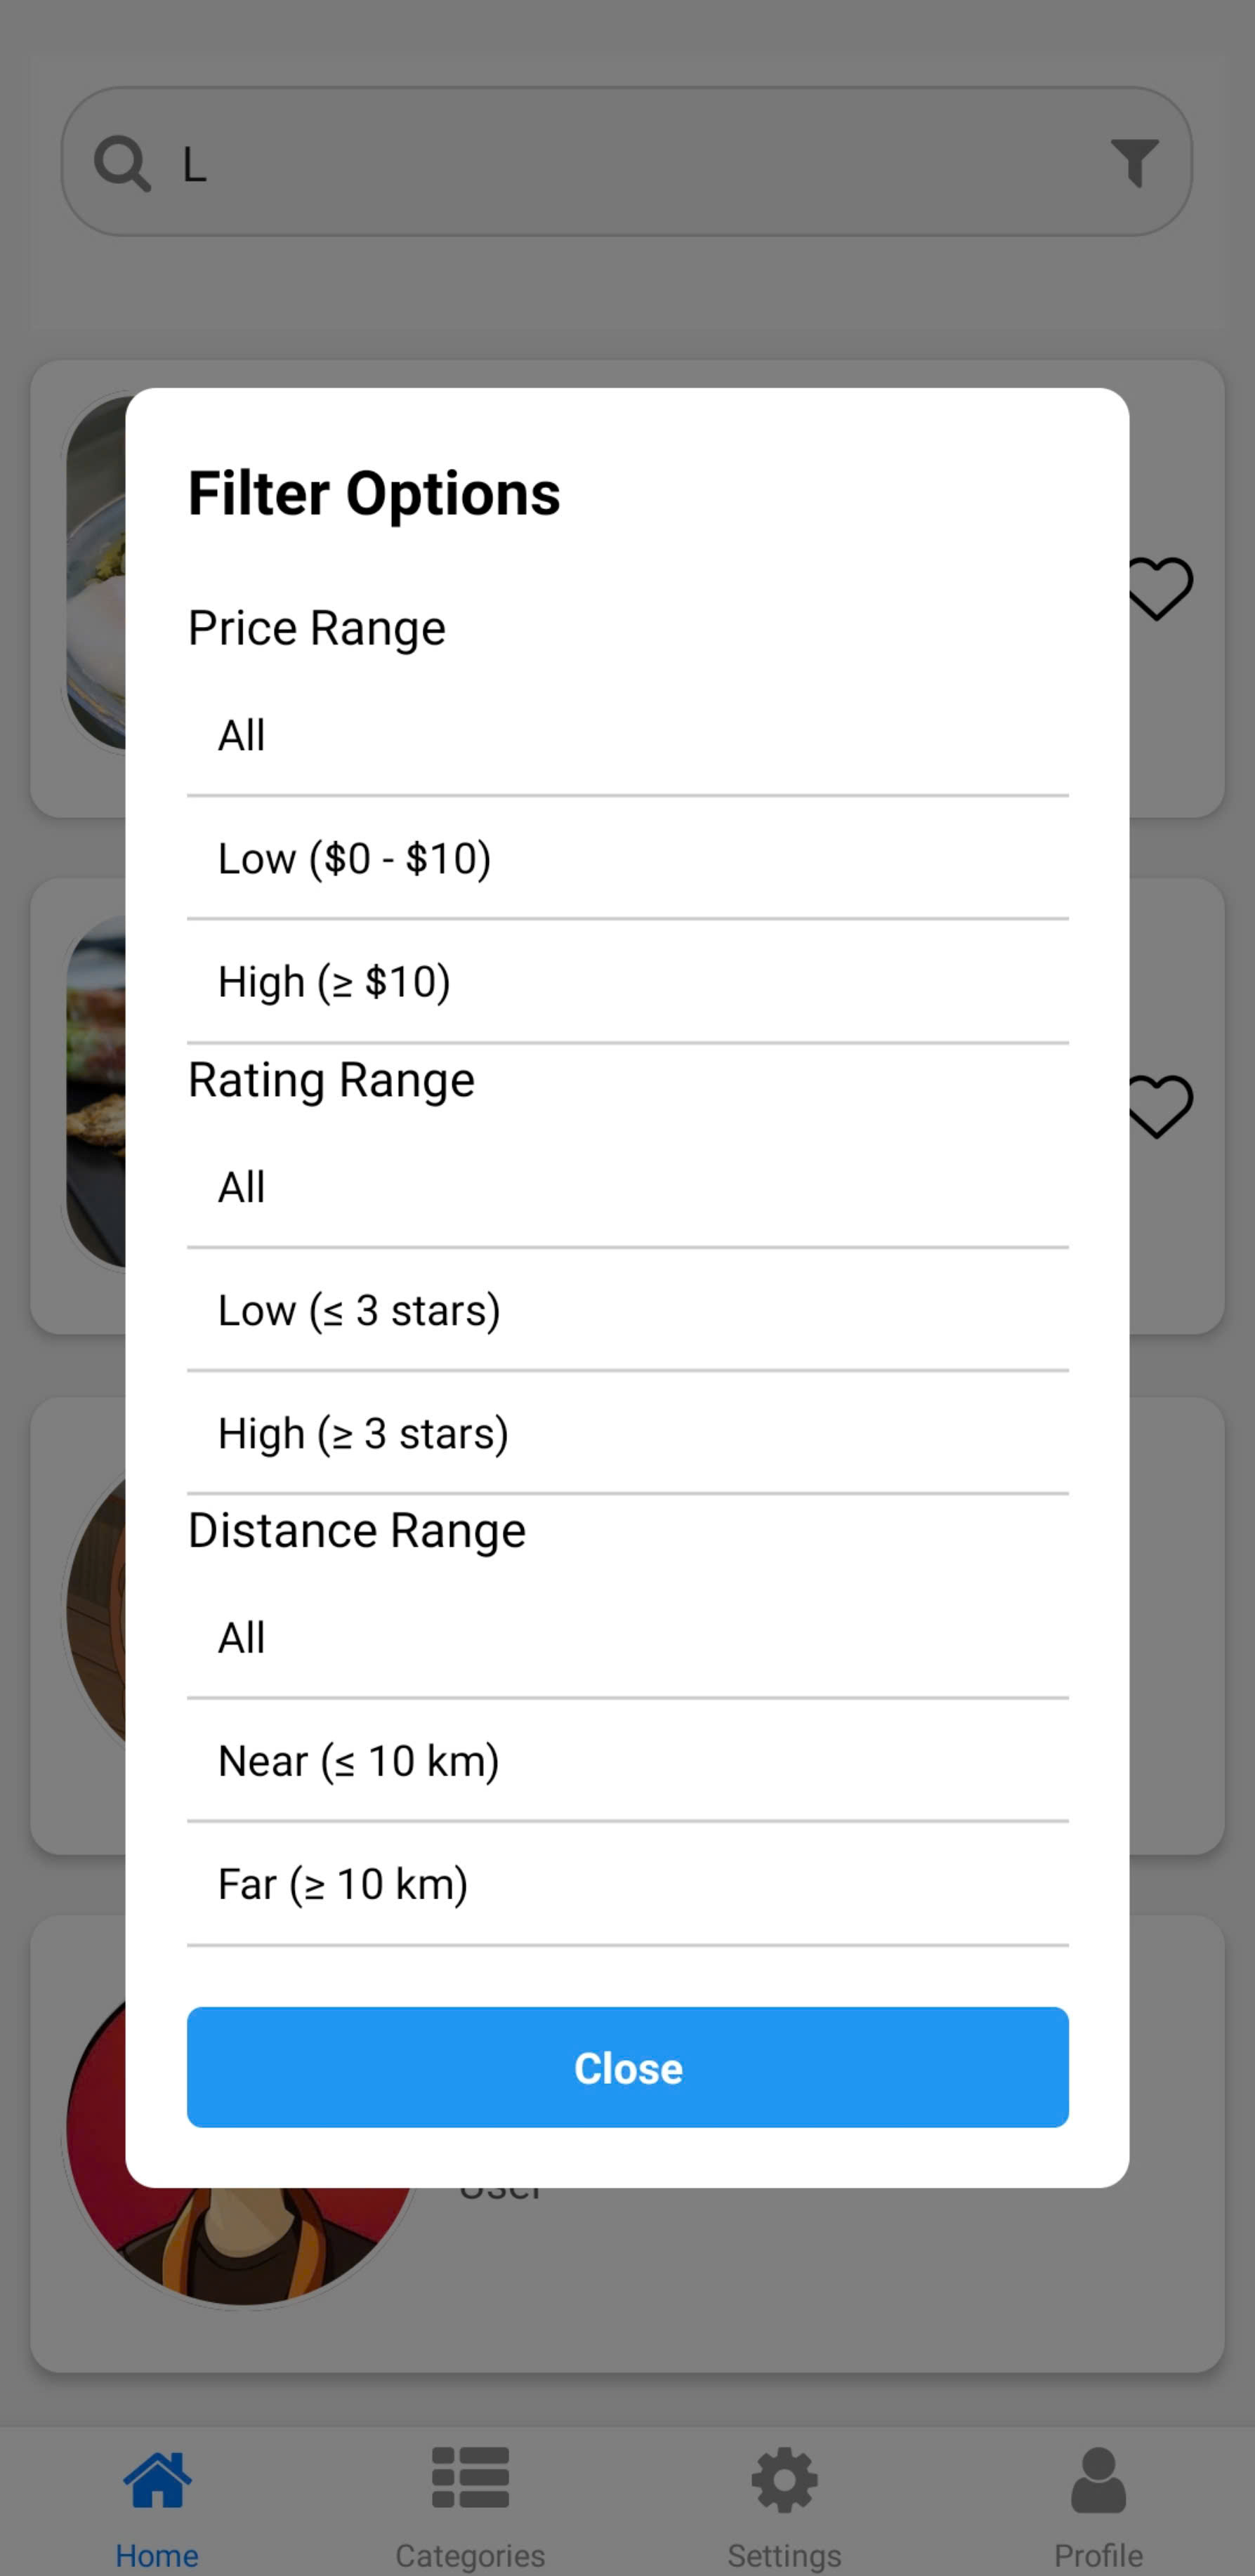 L
Filter Options
Price Range
All
Low ($0 - $10)
High (≥ $10)
Rating Range
All
Low (≤ 3 stars)
High (≥ 3 stars)
Distance Range
All
Near (≤ 10 km)
Far (≥ 10 km)
Close
User
Home
Categories
Settings
Profile